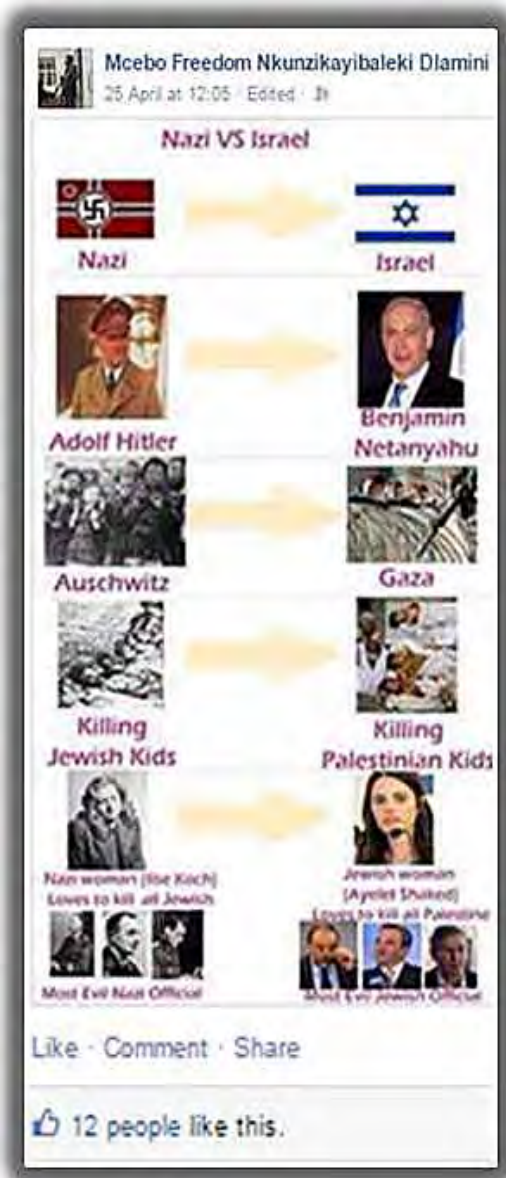 Mcebo Freedom Nkunzikayibaleki Dlamini
25 April at 12:05 · Edited ·
Nazi VS Israel
Nazi
Israel
Adolf Hitler
Benjamin
Netanyahu
Auschwitz
Gaza
Killing
Jewish Kids
Killing
Palestinian Kids
Nazi woman (Ilse Koch)
Loves to kill all Jewish
Jewish woman
(Ayelet Shaked)
Loves to kill all Palestine
Most Evil Nazi Official
Most Evil Jewish Official
Like · Comment · Share
12 people like this.